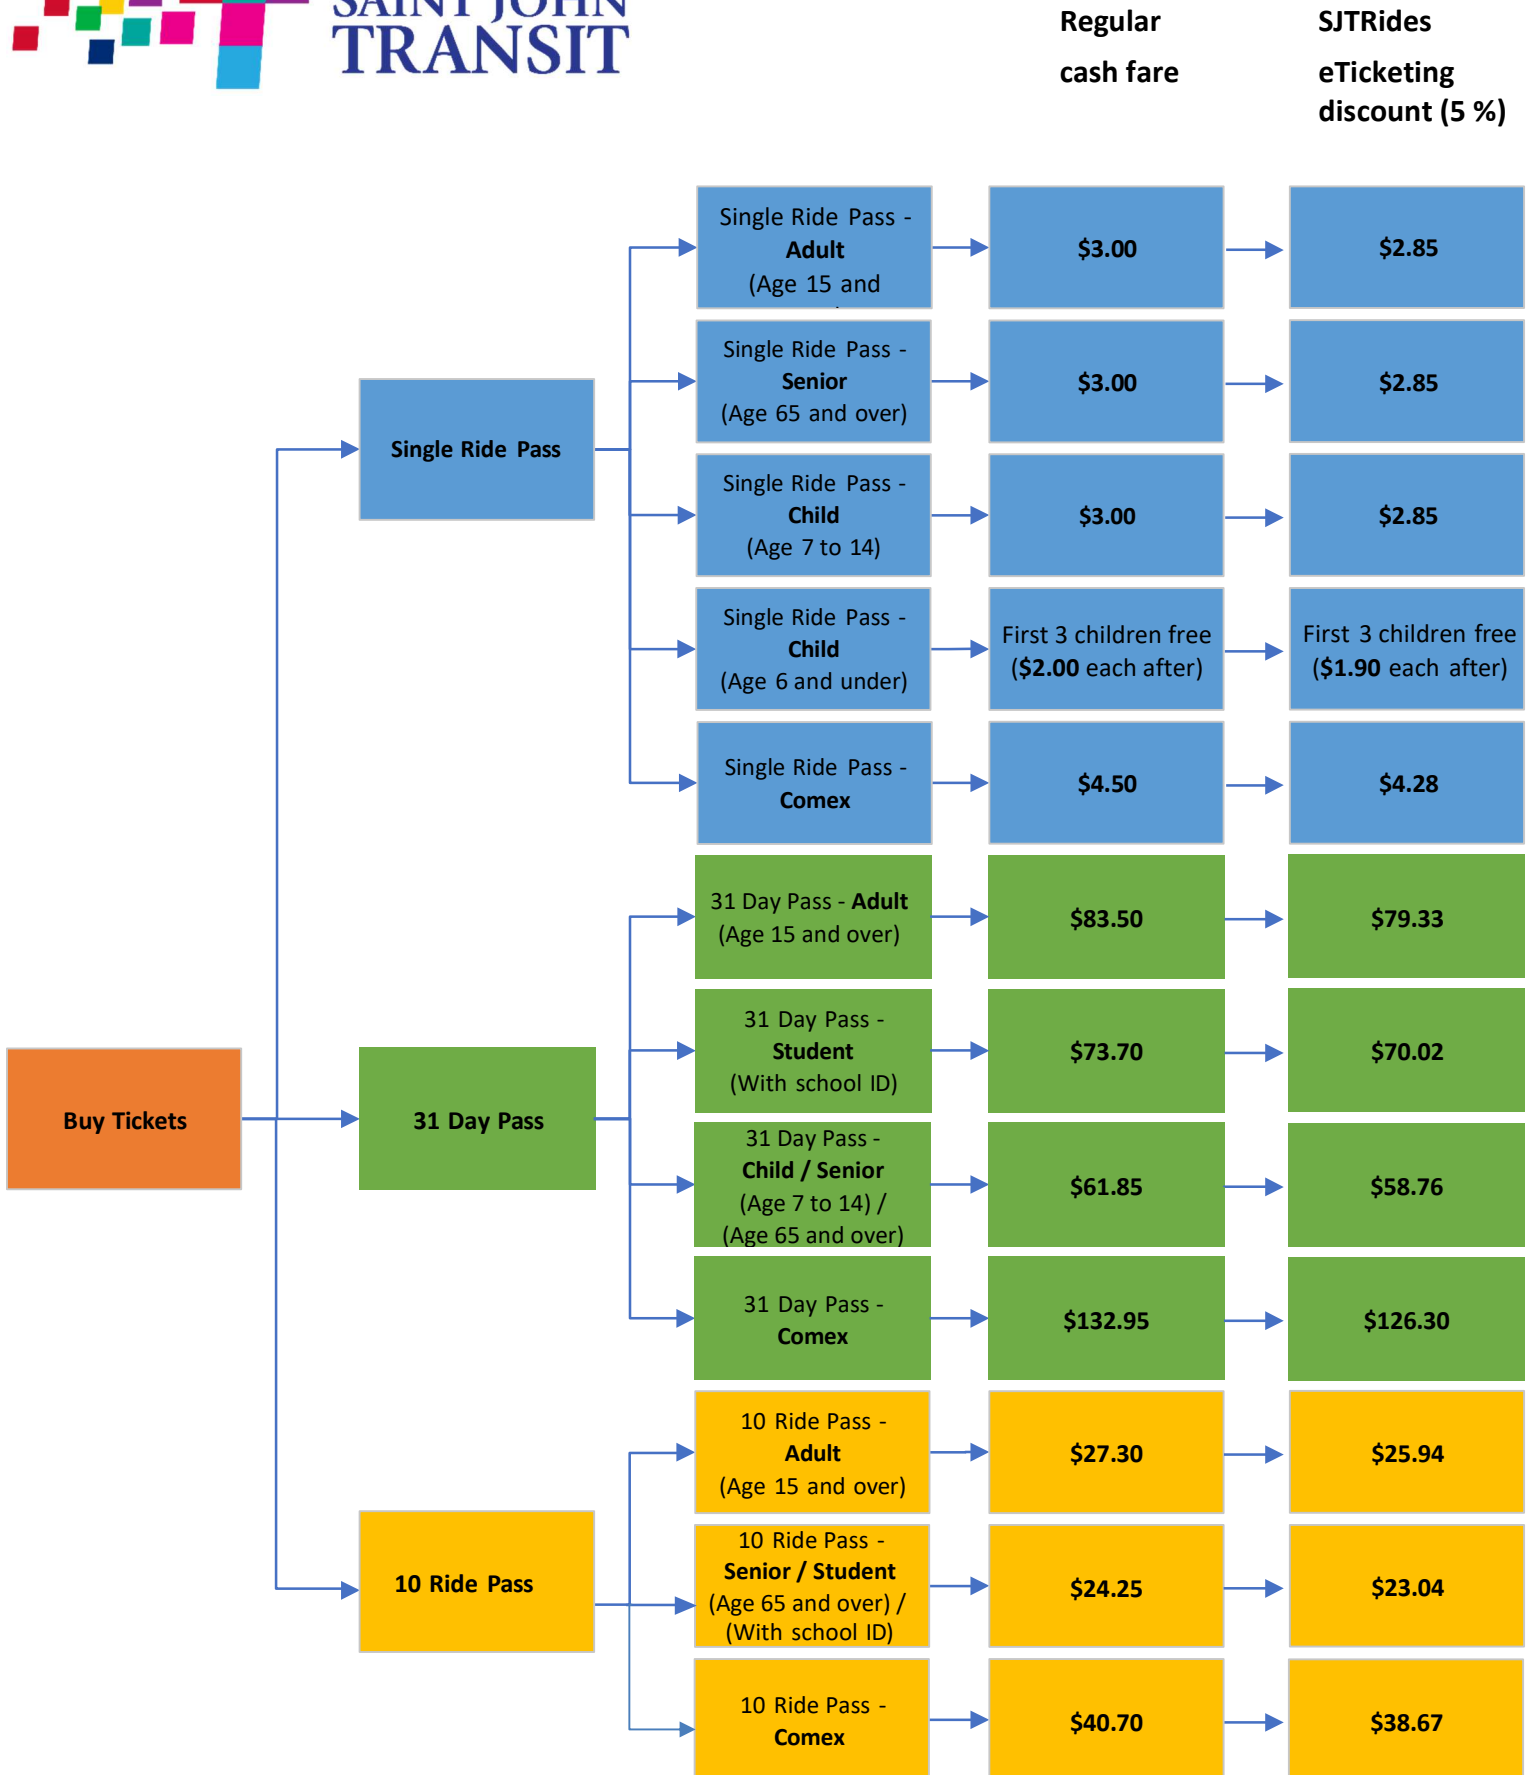 SAINT JOHN
TRANSIT
Regular
cash fare
SJTRides
eTicketing
discount (5 %)
Single Ride Pass -
Adult
(Age 15 and
$3.00
$2.85
Single Ride Pass -
Senior
(Age 65 and over)
$3.00
$2.85
Single Ride Pass
Single Ride Pass -
Child
(Age 7 to 14)
$3.00
$2.85
Single Ride Pass -
Child
(Age 6 and under)
First 3 children free
($2.00 each after)
First 3 children free
($1.90 each after)
Single Ride Pass -
Comex
$4.50
$4.28
31 Day Pass - Adult
(Age 15 and over)
$83.50
$79.33
31 Day Pass -
Student
(With school ID)
$73.70
$70.02
Buy Tickets
31 Day Pass
31 Day Pass -
Child / Senior
(Age 7 to 14) /
(Age 65 and over)
$61.85
$58.76
31 Day Pass -
Comex
$132.95
$126.30
10 Ride Pass -
Adult
(Age 15 and over)
$27.30
$25.94
10 Ride Pass
10 Ride Pass -
Senior / Student
(Age 65 and over) /
(With school ID)
$24.25
$23.04
10 Ride Pass -
Comex
$40.70
$38.67